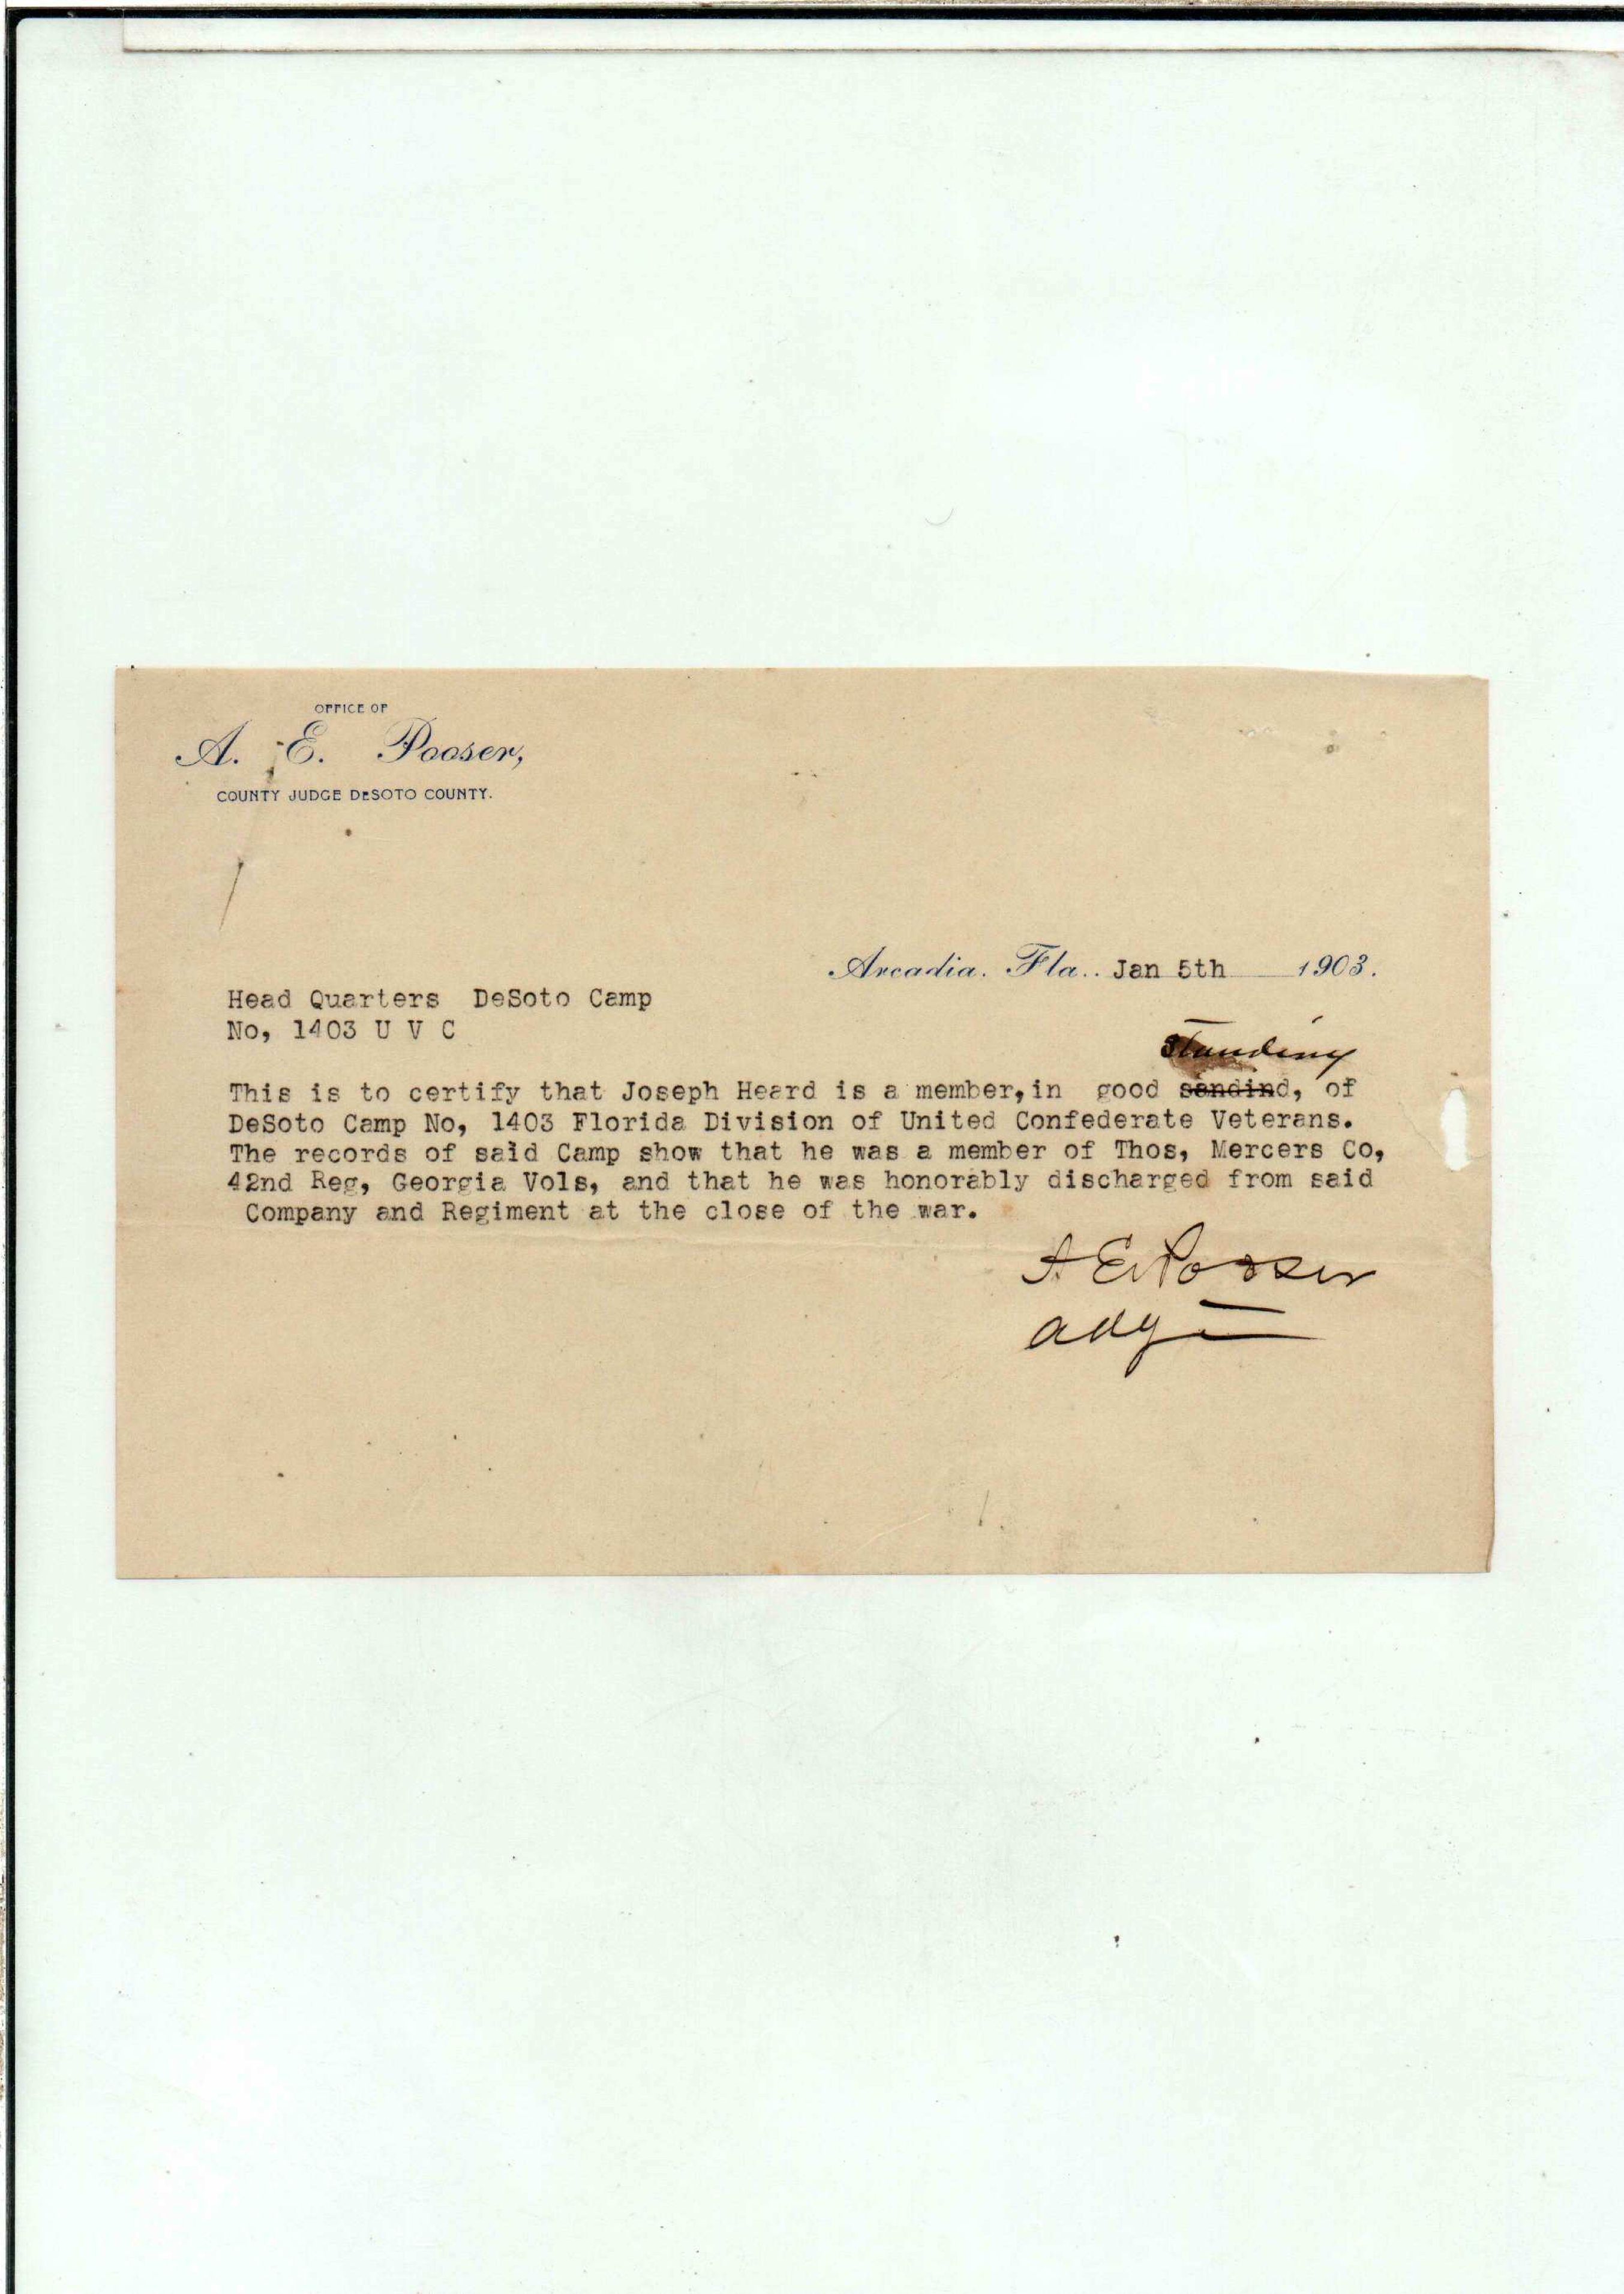 OFFICE OF
A. E. Pooser,
COUNTY JUDGE DESOTO COUNTY.
Arcadia. Fla.. Jan 5th 1903.
Head Quarters DeSoto Camp
No, 1403 U V C
Standing
This is to certify that Joseph Heard is a member,in good sandind, of
DeSoto Camp No, 1403 Florida Division of United Confederate Veterans.
The records of said Camp show that he was a member of Thos, Mercers Co,
42nd Reg, Georgia Vols, and that he was honorably discharged from said
Company and Regiment at the close of the war.
A E Pooser